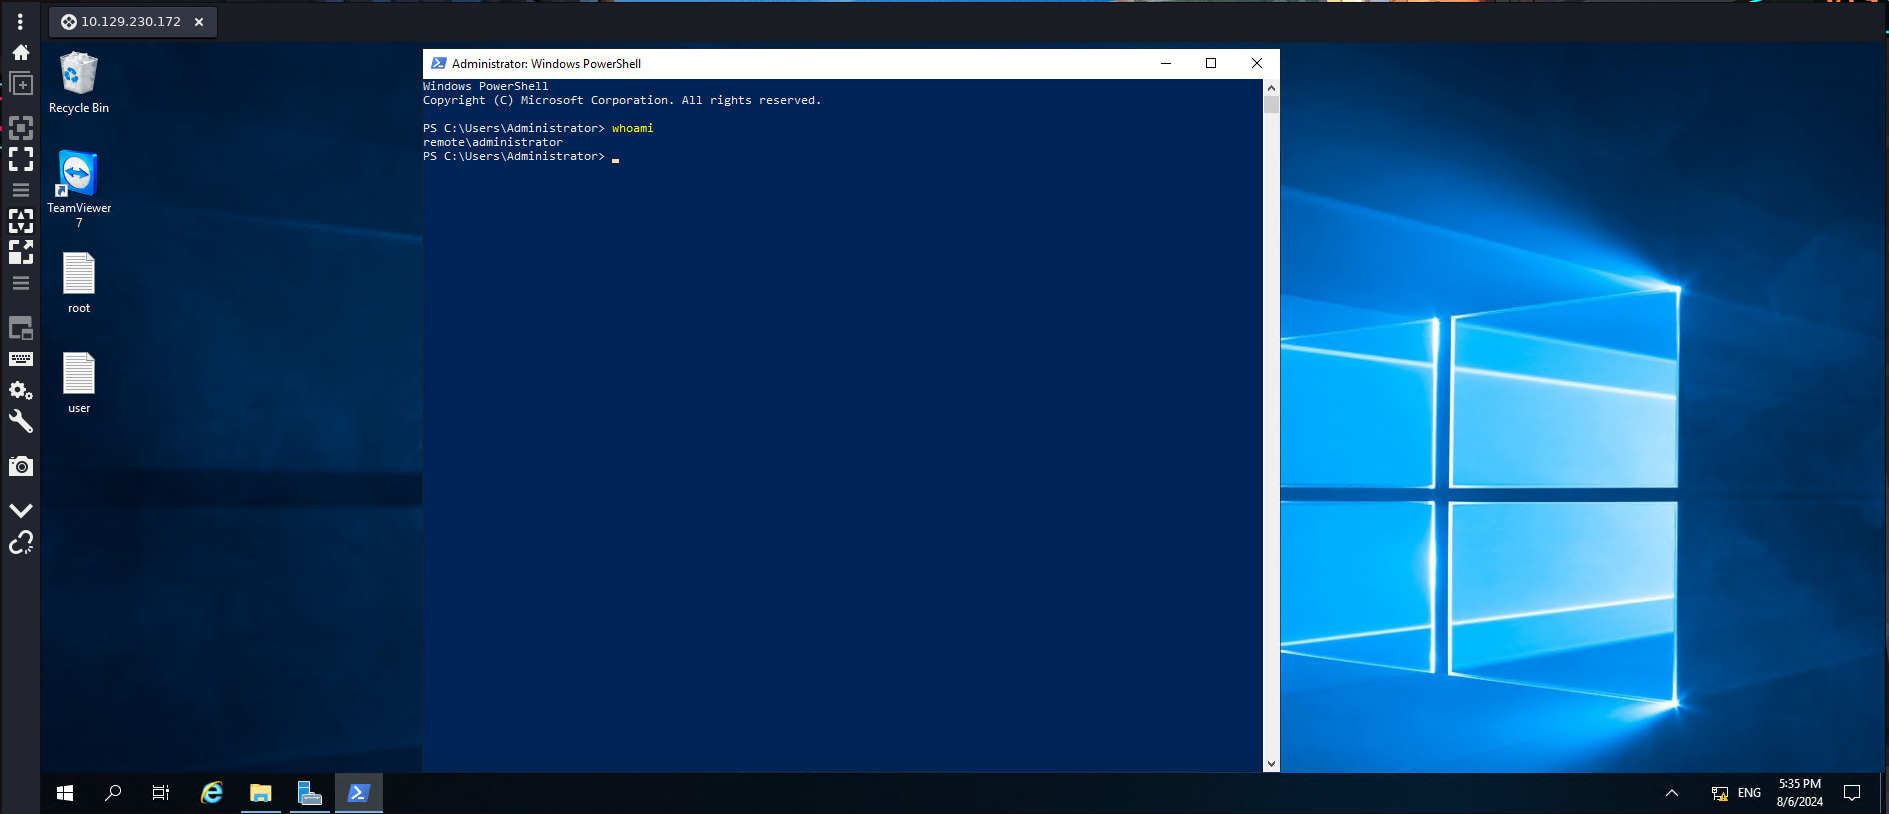 10.129.230.172
Recycle Bin
TeamViewer
7
root
user
Administrator: Windows PowerShell
Windows PowerShell
Copyright (C) Microsoft Corporation. All rights reserved.
PS C:\Users\Administrator> whoami
remote\administrator
PS C:\Users\Administrator>
ENG
5:35 PM
8/6/2024